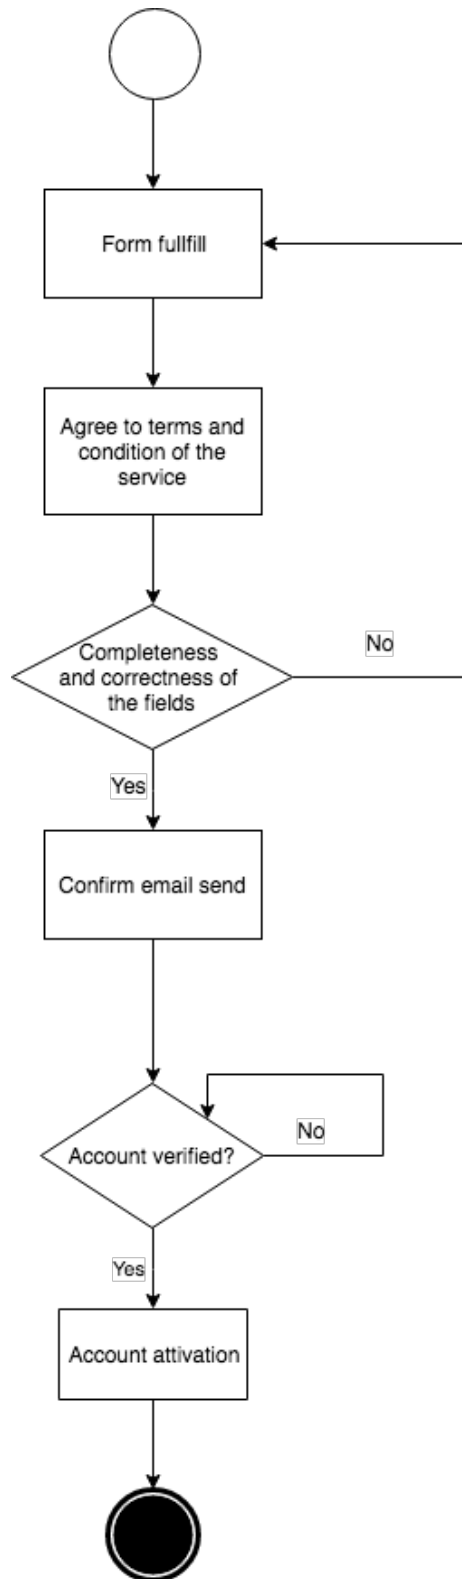 Form fullfill
Agree to terms and
condition of the
service
Completeness
and correctness of
the fields
No
Yes
Confirm email send
No
Account verified?
Yes
Account attivation